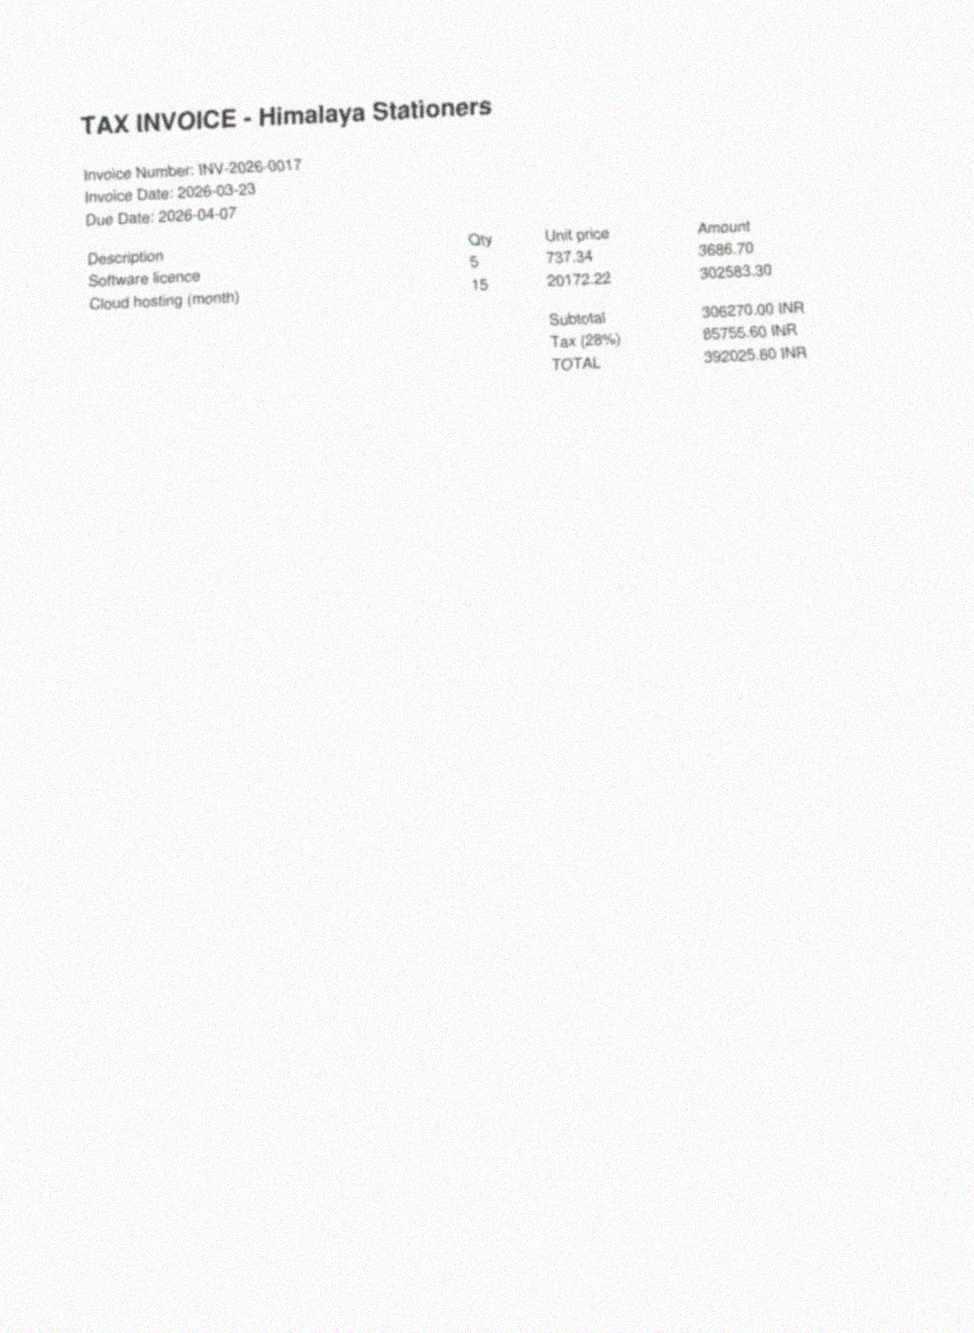 TAX INVOICE - Himalaya Stationers
Invoice Number: INV-2026-0017
Invoice Date: 2026-03-23
Due Date: 2026-04-07
Description Qty Unit price Amount
Software licence 5 737.34 3686.70
Cloud hosting (month) 15 20172.22 302583.30
Subtotal 306270.00 INR
Tax (28%) 85755.60 INR
TOTAL 392025.60 INR